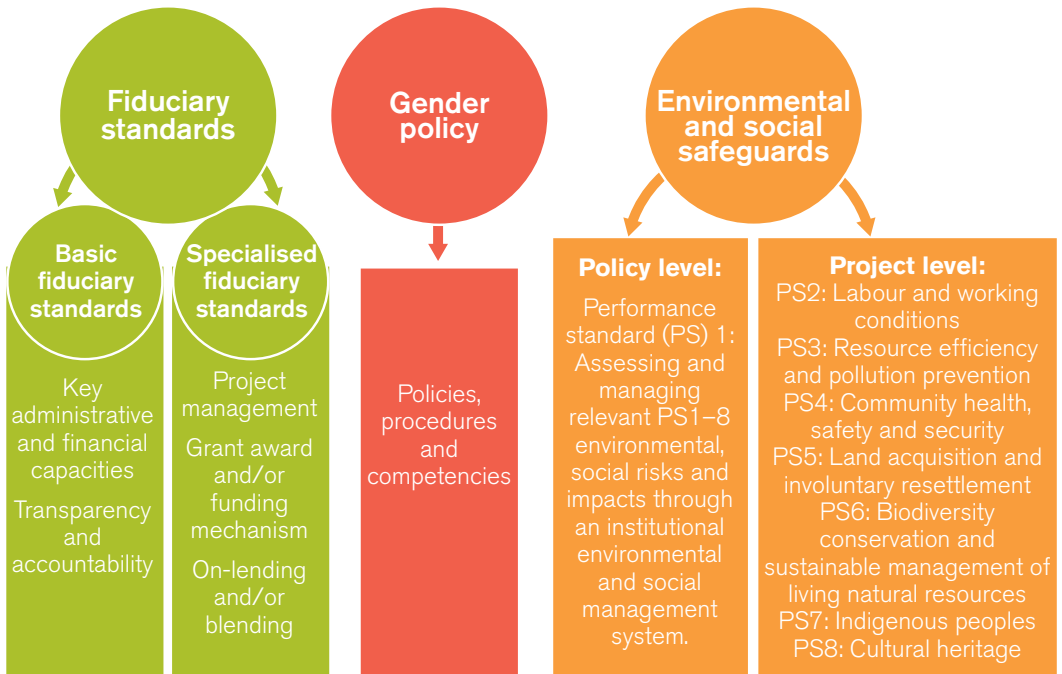 Fiduciary
standards
Basic
fiduciary
standards
Key
administrative
and financial
capacities
Transparency
and
accountability
Specialised
fiduciary
standards
Project
management
Grant award
and/or
funding
mechanism
On-lending
and/or
blending
Gender
policy
Policies,
procedures
and
competencies
Environmental
and social
safeguards
Policy level:
Performance
standard (PS) 1:
Assessing and
managing
relevant PS1–8
environmental,
social risks and
impacts through
an institutional
environmental
and social
management
system.
Project level:
PS2: Labour and working
conditions
PS3: Resource efficiency
and pollution prevention
PS4: Community health,
safety and security
PS5: Land acquisition and
involuntary resettlement
PS6: Biodiversity
conservation and
sustainable management of
living natural resources
PS7: Indigenous peoples
PS8: Cultural heritage